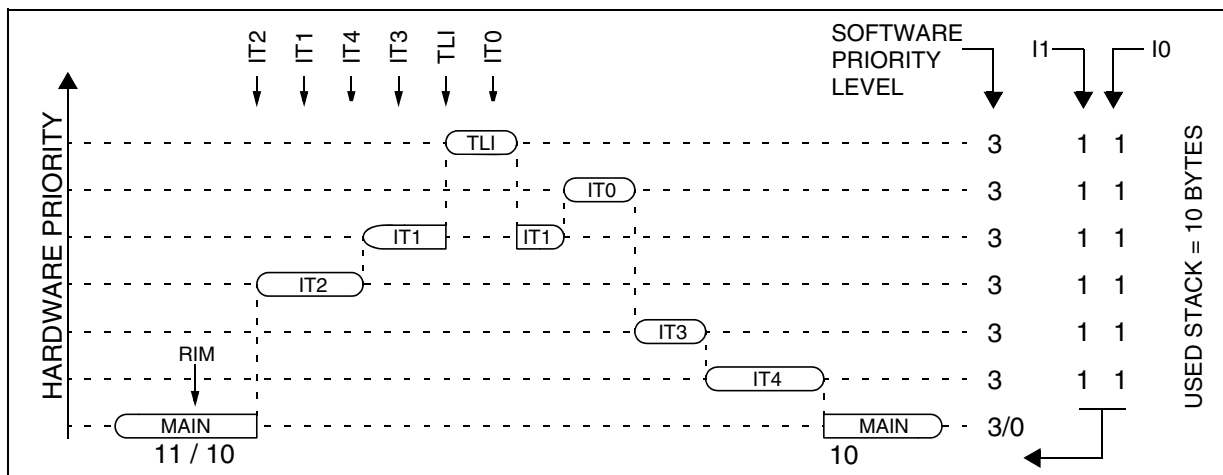 IT2
IT1
IT4
IT3
TLI
IT0
SOFTWARE
PRIORITY
LEVEL
I1
I0
HARDWARE PRIORITY
TLI
3
1 1
IT0
3
1 1
IT1
IT1
3
1 1
IT2
3
1 1
RIM
IT3
3
1 1
IT4
3
1 1
MAIN
MAIN
3/0
11 / 10
10
USED STACK = 10 BYTES